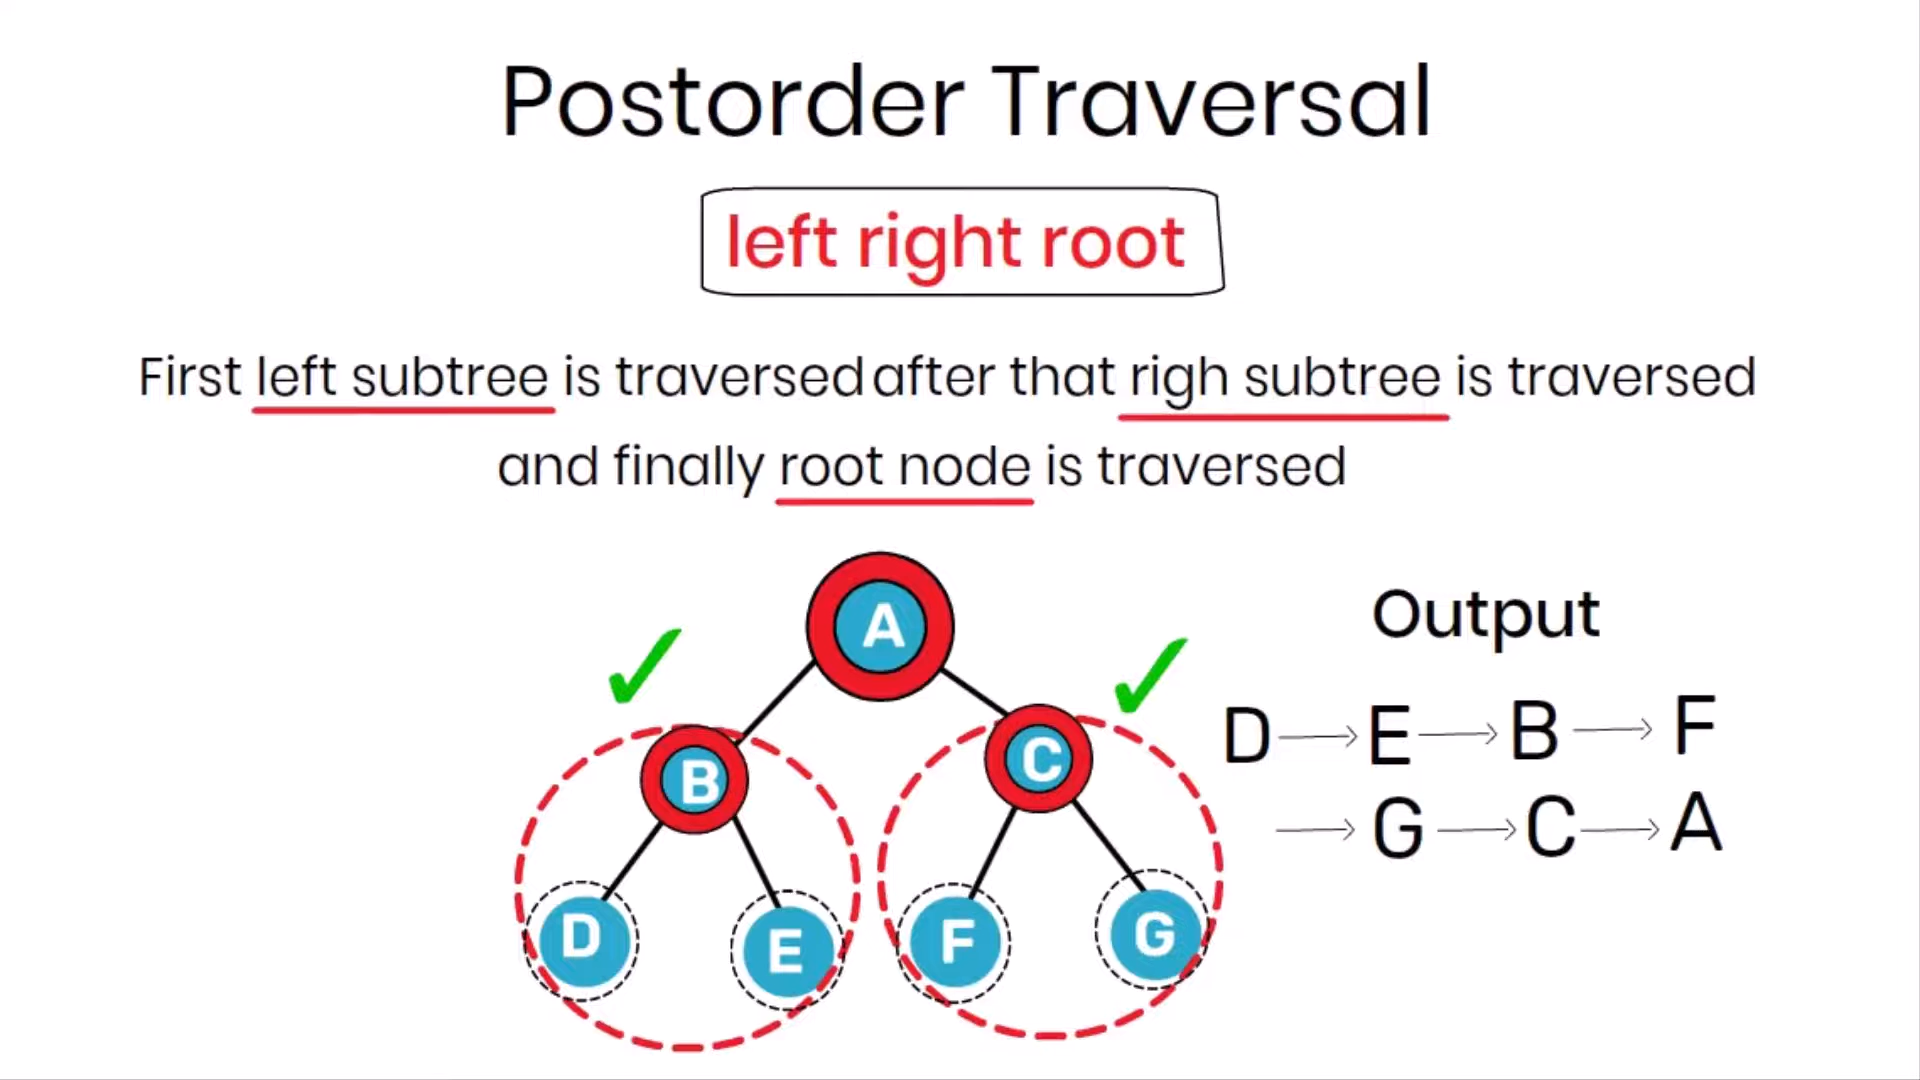 Postorder Traversal
left right root
First left subtree is traversed after that righ subtree is traversed
and finally root node is traversed
A
B
C
D
E
F
G
Output
D → E → B → F
→ G → C → A